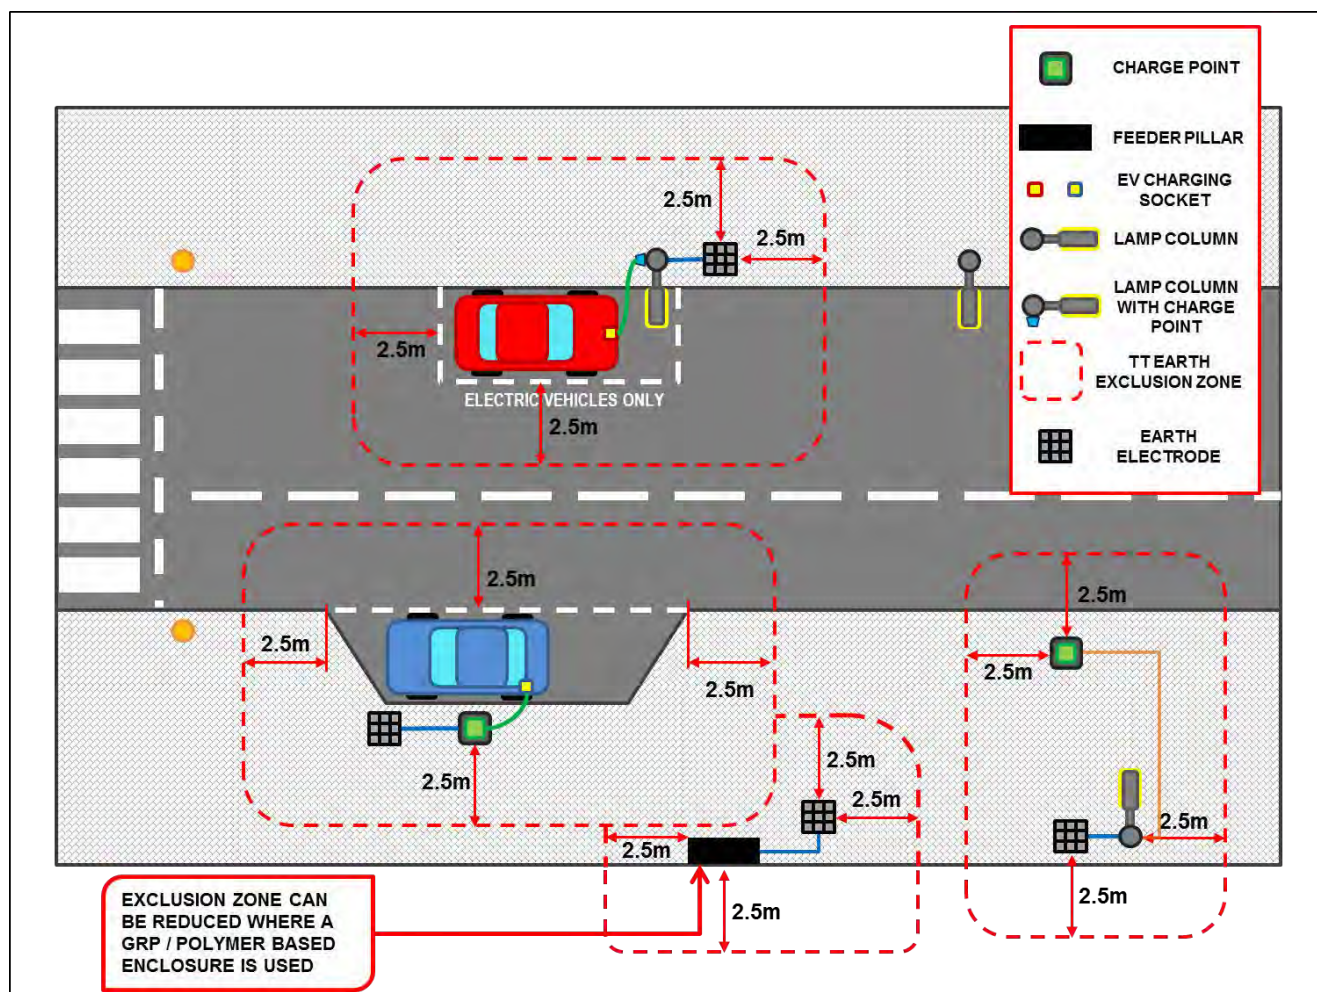 CHARGE POINT
FEEDER PILLAR
EV CHARGING
SOCKET
LAMP COLUMN
LAMP COLUMN
WITH CHARGE
POINT
TT EARTH
EXCLUSION ZONE
EARTH
ELECTRODE
2.5m
2.5m
2.5m
ELECTRIC VEHICLES ONLY
2.5m
2.5m
2.5m
2.5m
2.5m
2.5m
2.5m
2.5m
2.5m
2.5m
2.5m
2.5m
2.5m
EXCLUSION ZONE CAN
BE REDUCED WHERE A
GRP / POLYMER BASED
ENCLOSURE IS USED